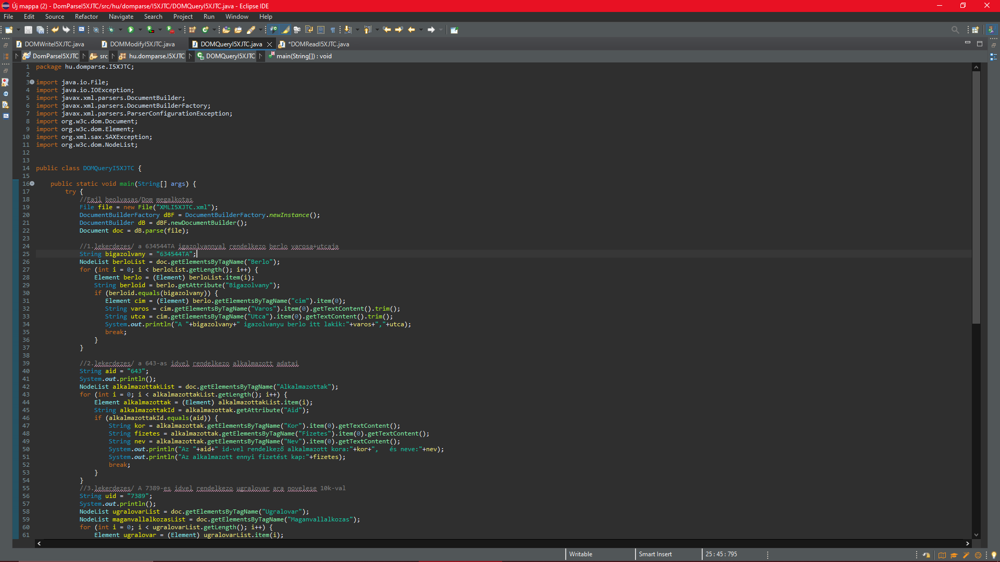 Új mappa (2) - DomParseI5XJTC/src/hu/domparse/I5XJTC/DOMQueryI5XJTC.java - Eclipse IDE
File Edit Source Refactor Navigate Search Project Run Window Help
DOMWriteI5XJTC.java DOMModifyI5XJTC.java DOMQueryI5XJTC.java *DOMReadI5XJTC.java
DomParseI5XJTC src hu.domparse.I5XJTC DOMQueryI5XJTC main(String[]) : void
1 package hu.domparse.I5XJTC;
2
3 import java.io.File;
4 import java.io.IOException;
5 import javax.xml.parsers.DocumentBuilder;
6 import javax.xml.parsers.DocumentBuilderFactory;
7 import javax.xml.parsers.ParserConfigurationException;
8 import org.w3c.dom.Document;
9 import org.w3c.dom.Element;
10 import org.xml.sax.SAXException;
11 import org.w3c.dom.NodeList;
12
13
14 public class DOMQueryI5XJTC {
15
16 public static void main(String[] args) {
17 try {
18 //Fajl beolvasas/Dom megalkotas
19 File file = new File("XMLI5XJTC.xml");
20 DocumentBuilderFactory dBF = DocumentBuilderFactory.newInstance();
21 DocumentBuilder dB = dBF.newDocumentBuilder();
22 Document doc = dB.parse(file);
23
24 //1.lekerdezes/ a 634544TA igazolvannyal rendelkezo berlo varosa+utcaja
25 String bigazolvany = "634544TA";
26 NodeList berloList = doc.getElementsByTagName("Berlo");
27 for (int i = 0; i < berloList.getLength(); i++) {
28 Element berlo = (Element) berloList.item(i);
29 String berloid = berlo.getAttribute("Bigazolvany");
30 if (berloid.equals(bigazolvany)) {
31 Element cim = (Element) berlo.getElementsByTagName("cim").item(0);
32 String varos = cim.getElementsByTagName("Varos").item(0).getTextContent().trim();
33 String utca = cim.getElementsByTagName("Utca").item(0).getTextContent().trim();
34 System.out.println("A "+bigazolvany+" igazolvanyu berlo itt lakik:"+varos+","+utca);
35 break;
36 }
37 }
38
39 //2.lekerdezes/ a 643-as idvel rendelkezo alkalmazott adatai
40 String aid = "643";
41 System.out.println();
42 NodeList alkalmazottakList = doc.getElementsByTagName("Alkalmazottak");
43 for (int i = 0; i < alkalmazottakList.getLength(); i++) {
44 Element alkalmazottak = (Element) alkalmazottakList.item(i);
45 String alkalmazottakId = alkalmazottak.getAttribute("Aid");
46 if (alkalmazottakId.equals(aid)) {
47 String kor = alkalmazottak.getElementsByTagName("Kor").item(0).getTextContent();
48 String fizetes = alkalmazottak.getElementsByTagName("Fizetes").item(0).getTextContent();
49 String nev = alkalmazottak.getElementsByTagName("Nev").item(0).getTextContent();
50 System.out.println("Az "+aid+" id-vel rendelkező alkalmazott kora:"+kor+",   és neve:"+nev);
51 System.out.println("Az alkalmazott ennyi fizetést kap:"+fizetes);
52 break;
53 }
54 }
55 //3.lekerdezes/ A 7389-es idvel rendelkezo ugralovar ara novelese 10k-val
56 String uid = "7389";
57 System.out.println();
58 NodeList ugralovarList = doc.getElementsByTagName("Ugralovar");
59 NodeList maganvallalkozasList = doc.getElementsByTagName("Maganvallalkozas");
60 for (int i = 0; i < ugralovarList.getLength(); i++) {
61 Element ugralovar = (Element) ugralovarList.item(i);
Writable Smart Insert 25 : 45 : 795